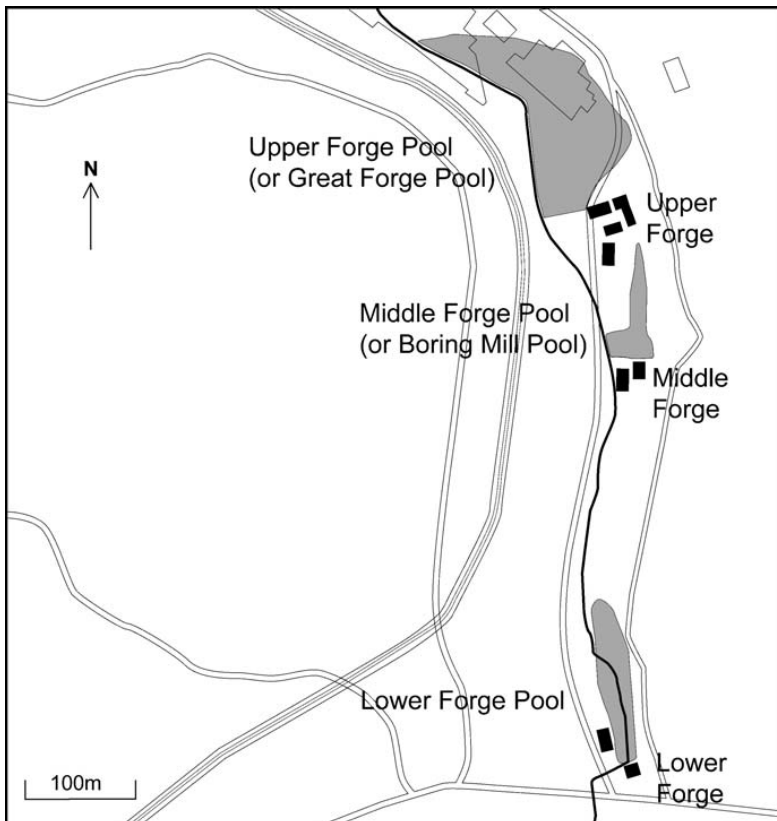 Upper Forge Pool
(or Great Forge Pool)
N
Upper
Forge
Middle Forge Pool
(or Boring Mill Pool)
Middle
Forge
Lower Forge Pool
Lower
Forge
100m